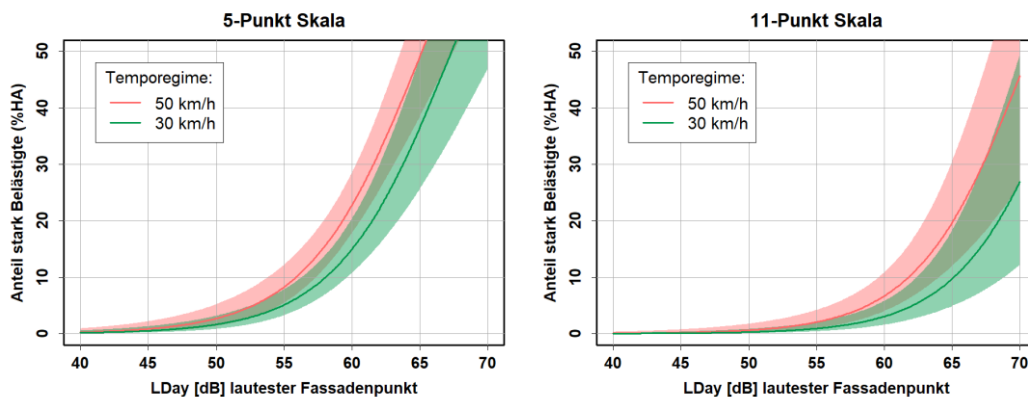 5-Punkt Skala
Anteil stark Belästigte (%HA)
50
40
30
20
10
0
Temporegime:
50 km/h
30 km/h
40 45 50 55 60 65 70
LDay [dB] lautester Fassadenpunkt
11-Punkt Skala
Anteil stark Belästigte (%HA)
50
40
30
20
10
0
Temporegime:
50 km/h
30 km/h
40 45 50 55 60 65 70
LDay [dB] lautester Fassadenpunkt